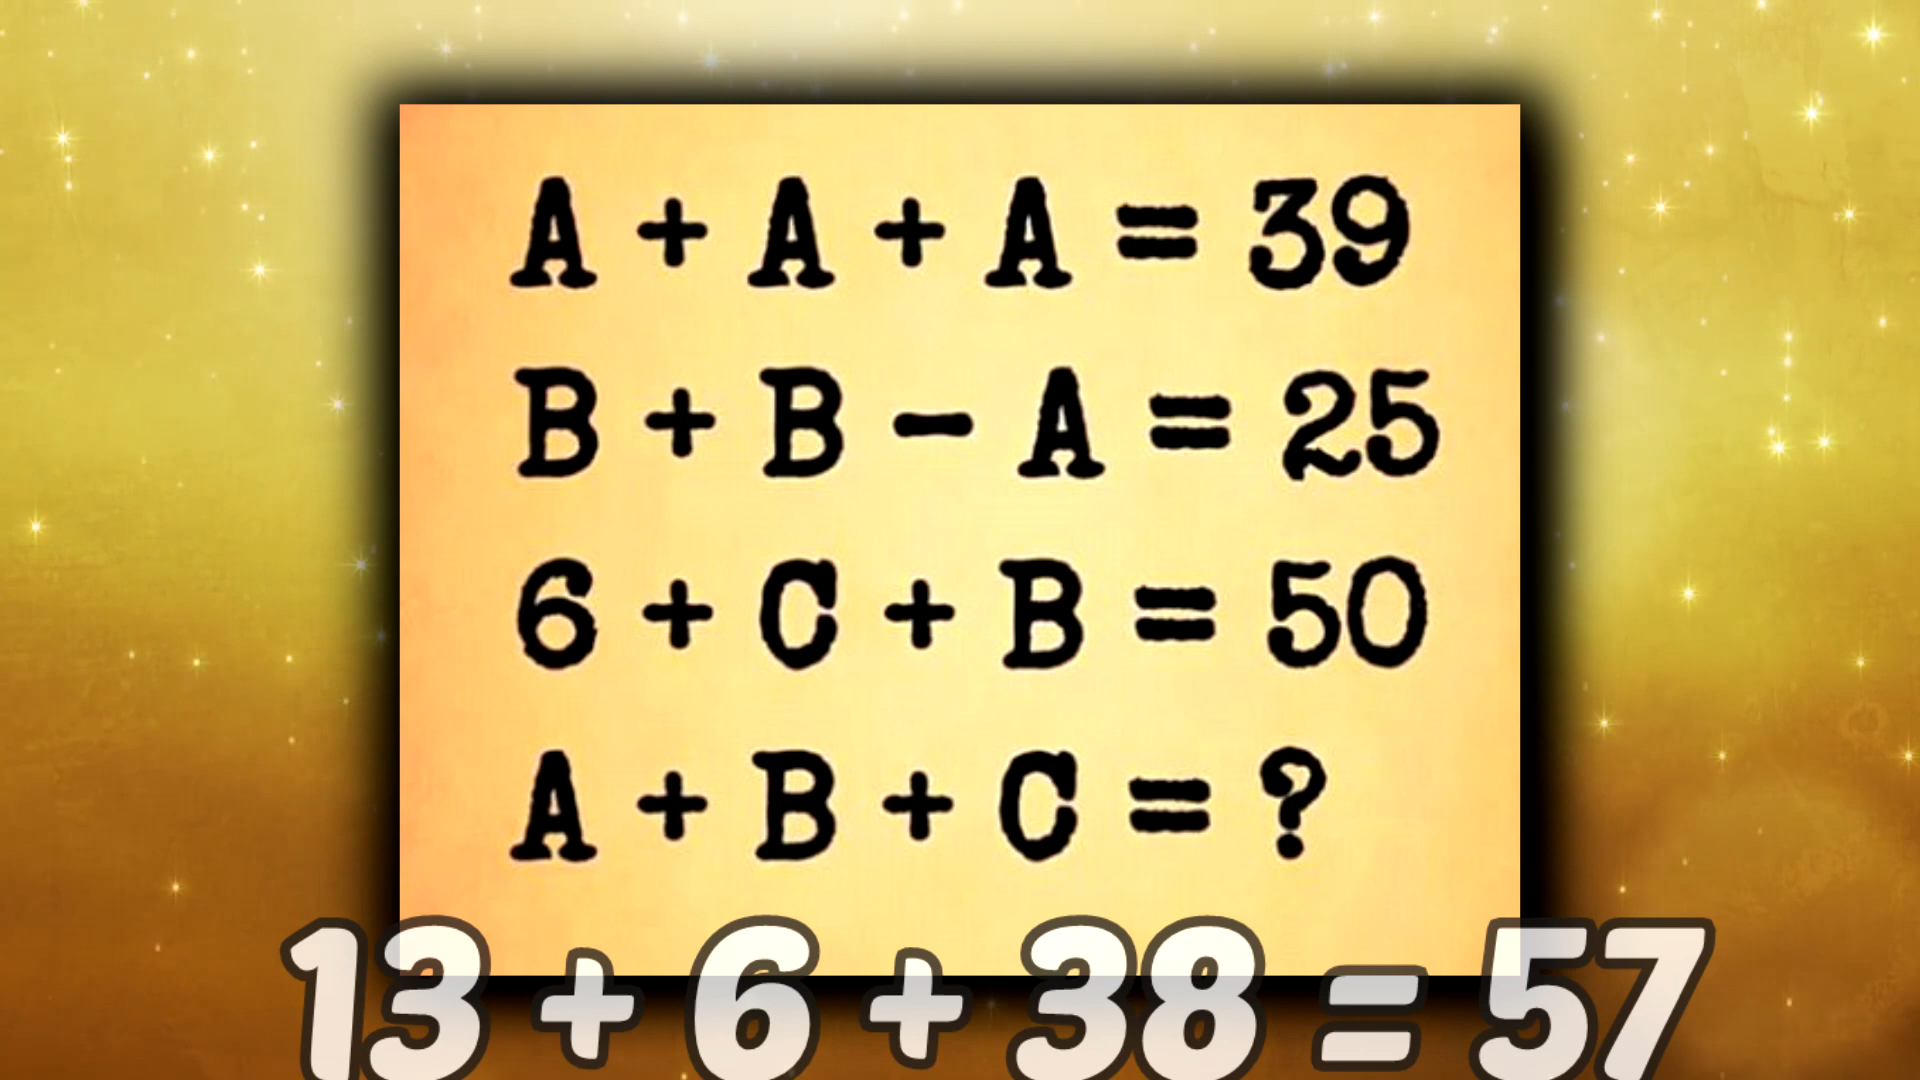 A + A + A = 39
B + B - A = 25
6 + C + B = 50
A + B + C = ?
13 + 6 + 38 = 57